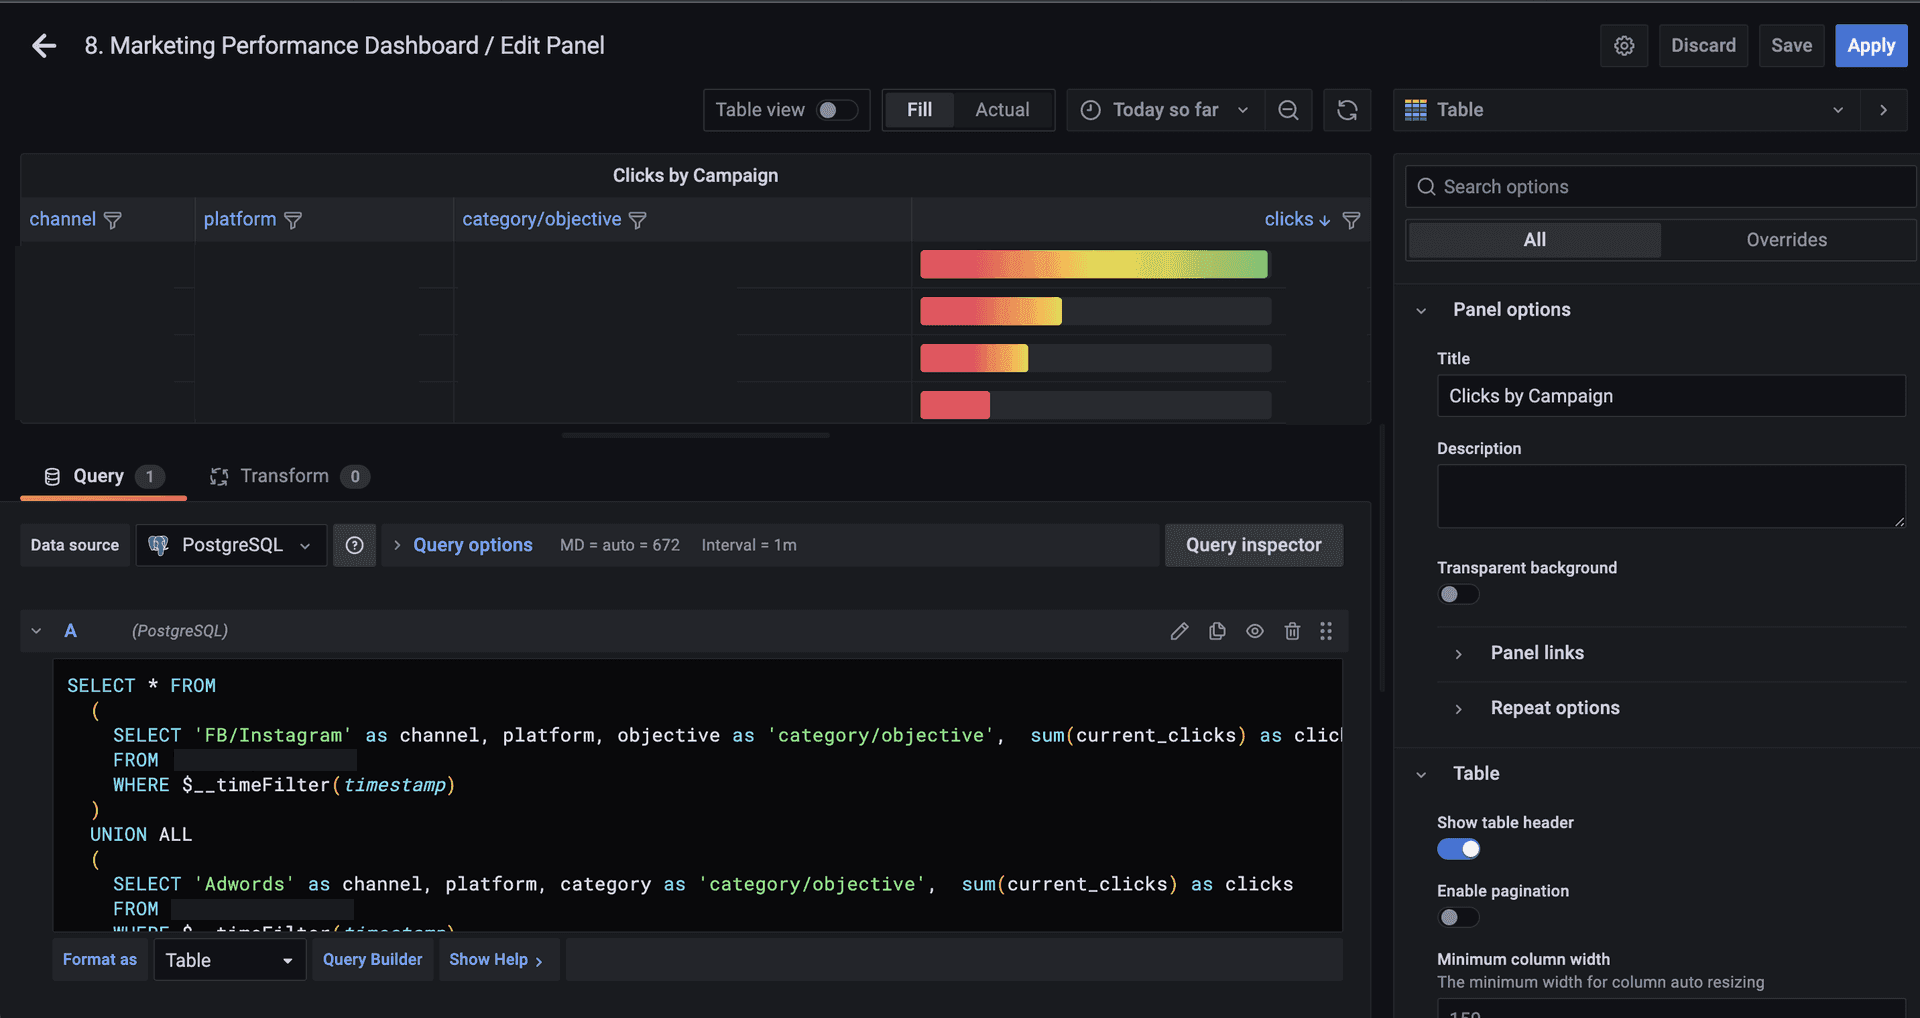 8. Marketing Performance Dashboard / Edit Panel
Discard
Save
Apply
Table view
Fill
Actual
Today so far
Table
Clicks by Campaign
channel
platform
category/objective
clicks
Search options
All
Overrides
Panel options
Title
Clicks by Campaign
Description
Transparent background
Panel links
Repeat options
Table
Show table header
Enable pagination
Minimum column width
The minimum width for column auto resizing
Query 1
Transform 0
Data source
PostgreSQL
Query options
MD = auto = 672
Interval = 1m
Query inspector
A
(PostgreSQL)
SELECT * FROM
(
SELECT 'FB/Instagram' as channel, platform, objective as 'category/objective', sum(current_clicks) as click
FROM
WHERE $__timeFilter(timestamp)
)
UNION ALL
(
SELECT 'Adwords' as channel, platform, category as 'category/objective', sum(current_clicks) as clicks
FROM
WHERE $__timeFilter(timestamp)
Format as
Table
Query Builder
Show Help